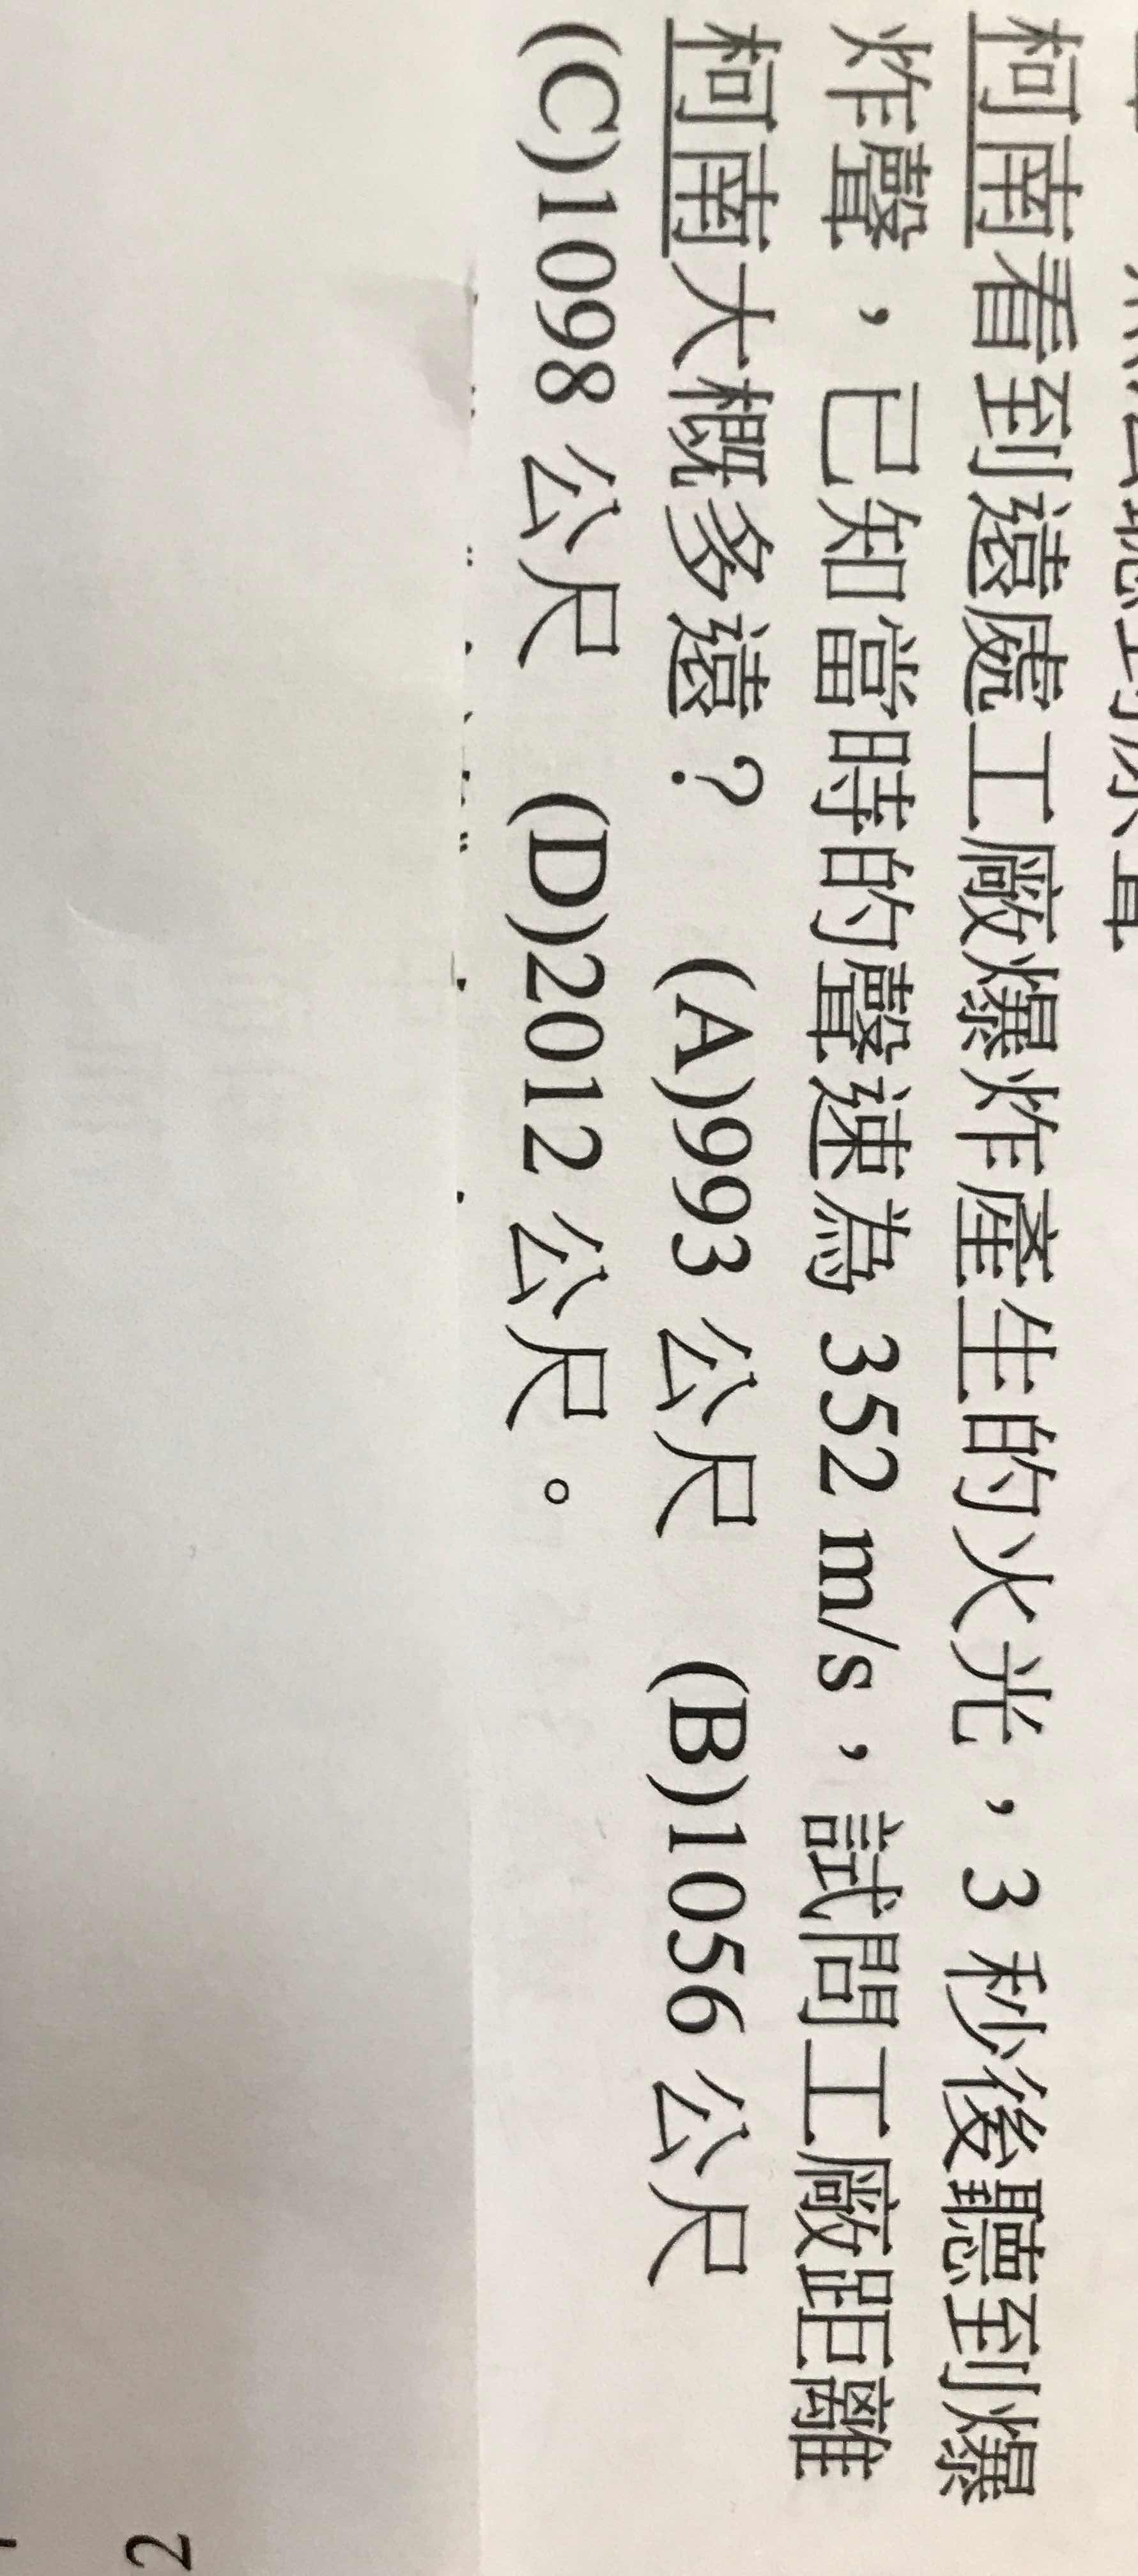 柯南看到遠處工廠爆炸產生的火光，3 秒後聽到爆
炸聲，已知當時的聲速為 352 m/s，試問工廠距離
柯南大概多遠？ (A)993 公尺 (B)1056 公尺
(C)1098 公尺 (D)2012 公尺。
2